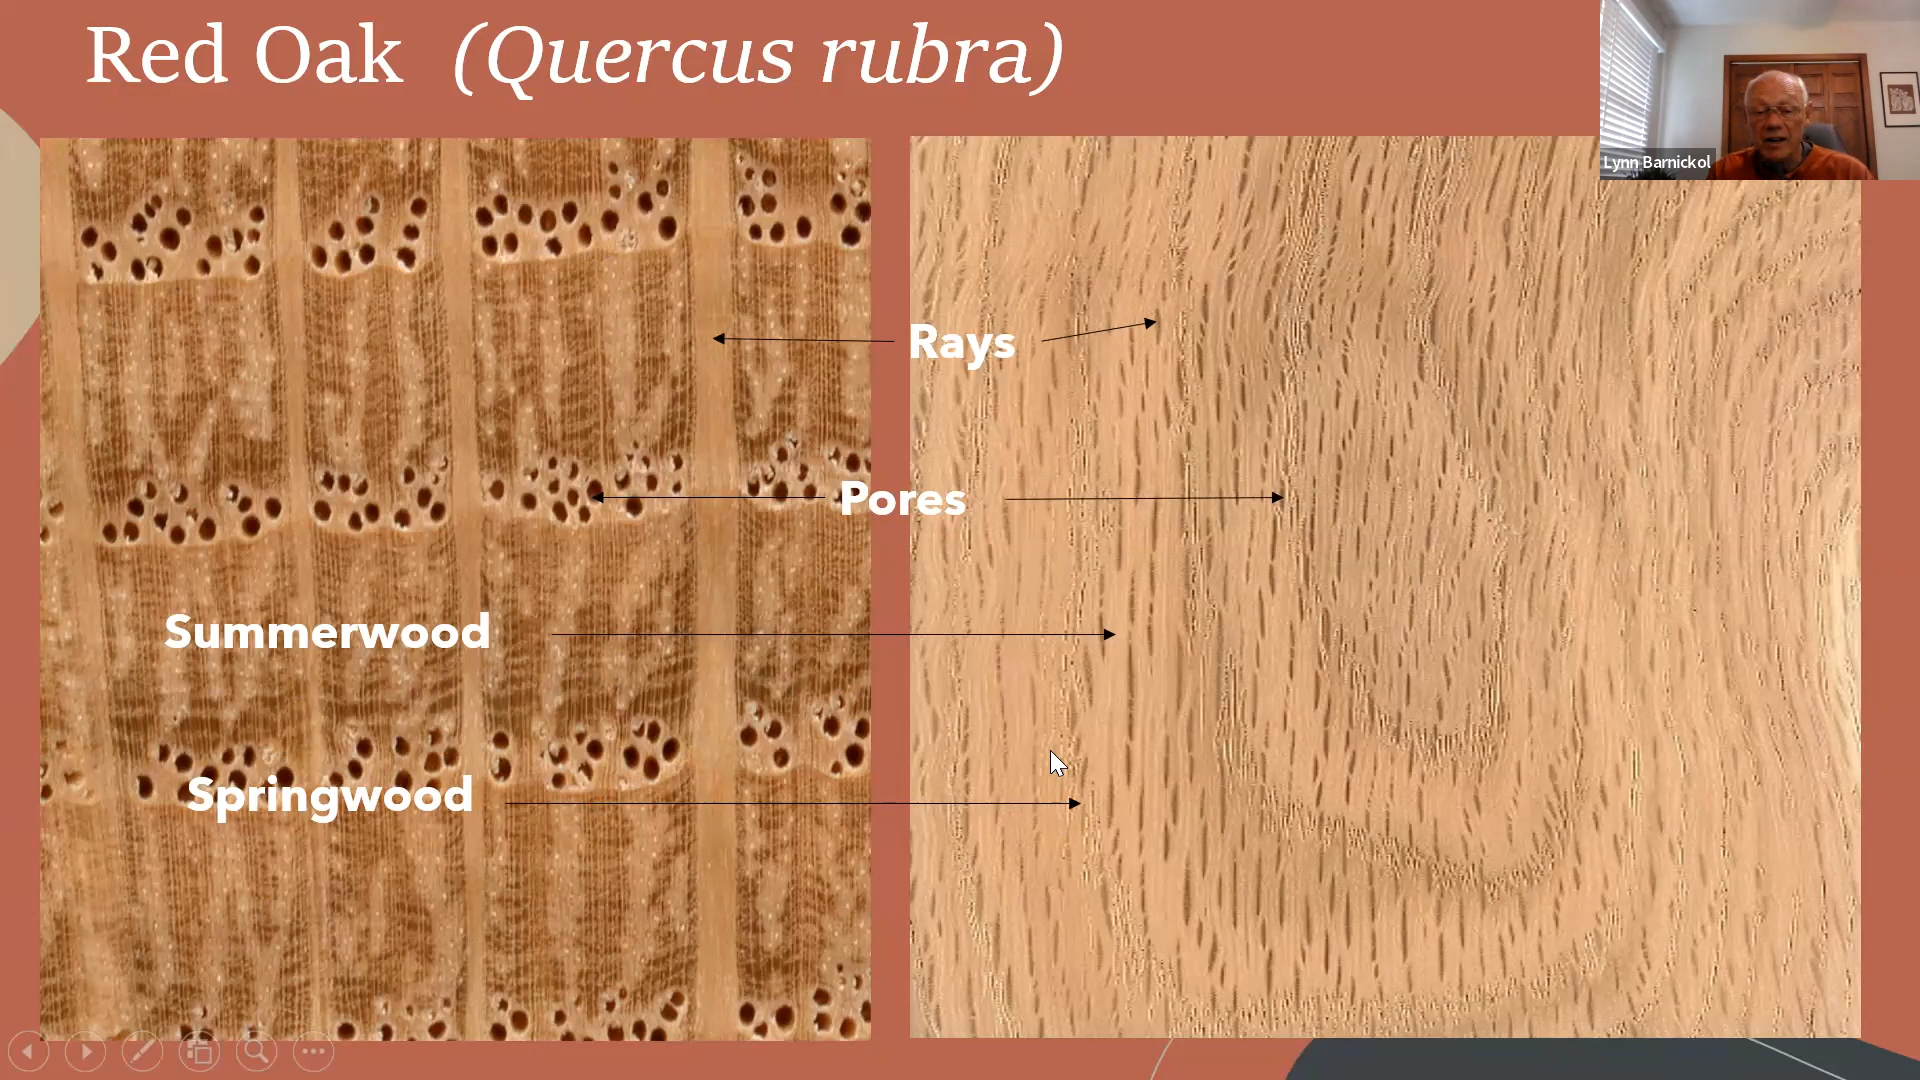 Red Oak (Quercus rubra)
Lynn Barnickol
Rays
Pores
Summerwood
Springwood